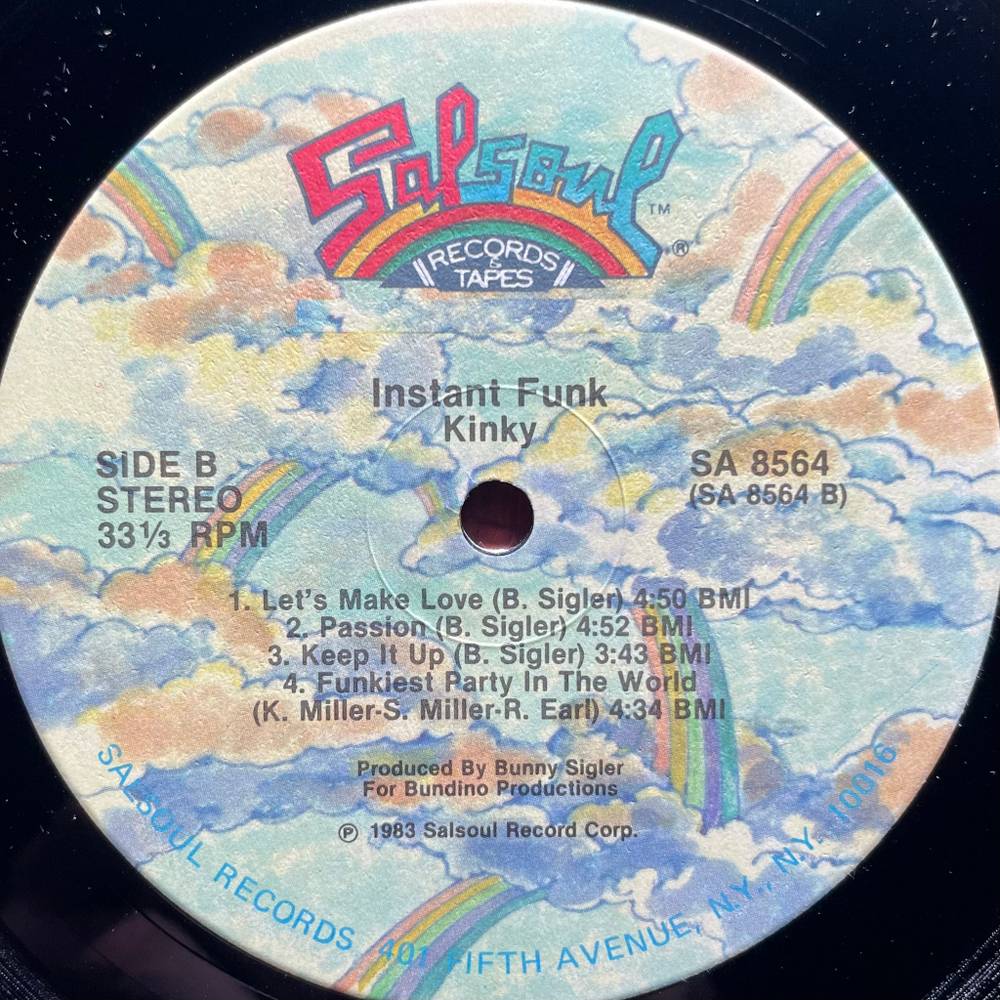 Salsoul TM ®
RECORDS
&
TAPES
Instant Funk
Kinky
SIDE B
STEREO
33 1/3 RPM
SA 8564
(SA 8564 B)
1. Let's Make Love (B. Sigler) 4:50 BMI
2. Passion (B. Sigler) 4:52 BMI
3. Keep It Up (B. Sigler) 3:43 BMI
4. Funkiest Party In The World
(K. Miller-S. Miller-R. Earl) 4:34 BMI
Produced By Bunny Sigler
For Bundino Productions
℗ 1983 Salsoul Record Corp.
SALSOUL RECORDS 401 FIFTH AVENUE, N.Y., N.Y. 10016